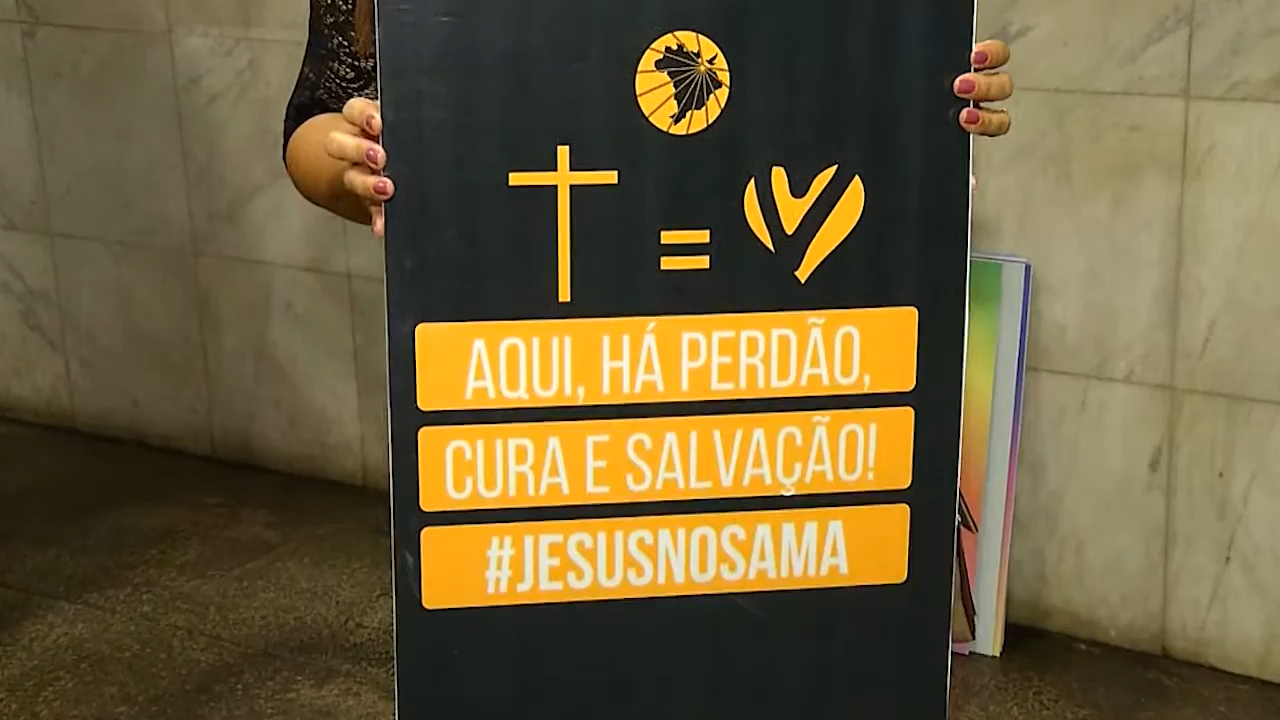 =
AQUI, HÁ PERDÃO,
CURA E SALVAÇÃO!
#JESUSNOSAMA